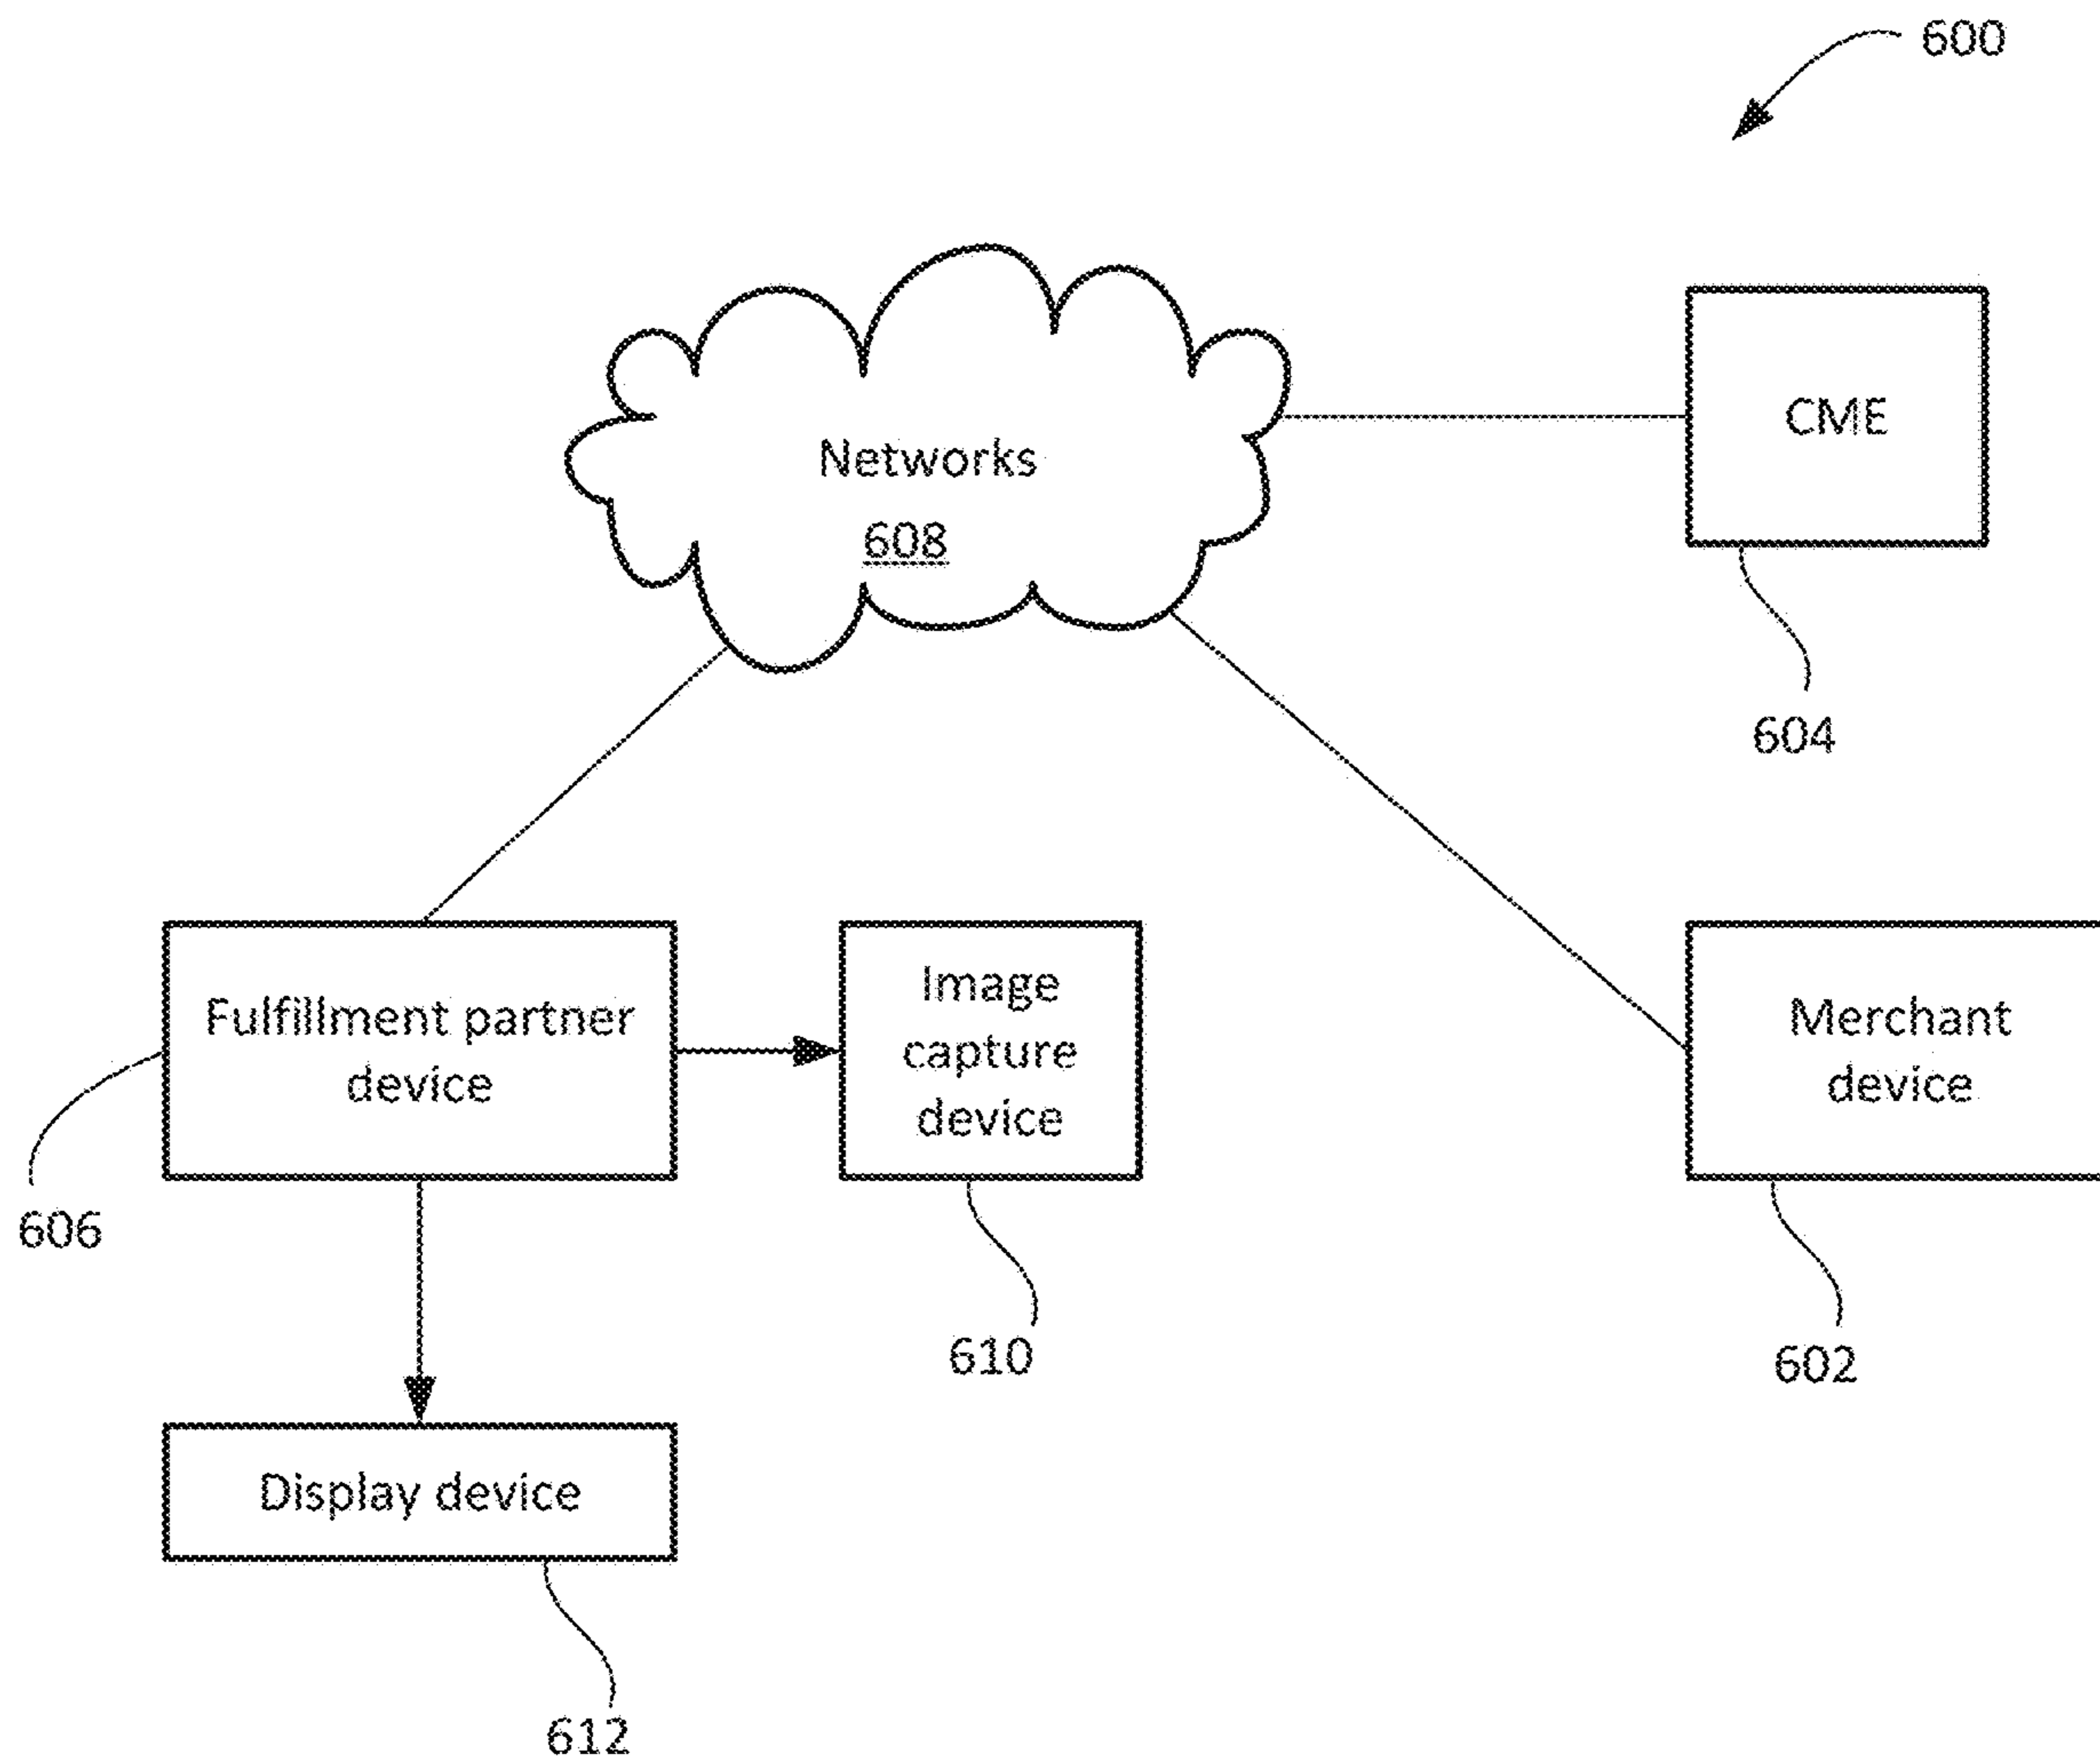 600
Networks
608
CME
604
Fulfillment partner
device
606
Image
capture
device
610
Merchant
device
602
Display device
612